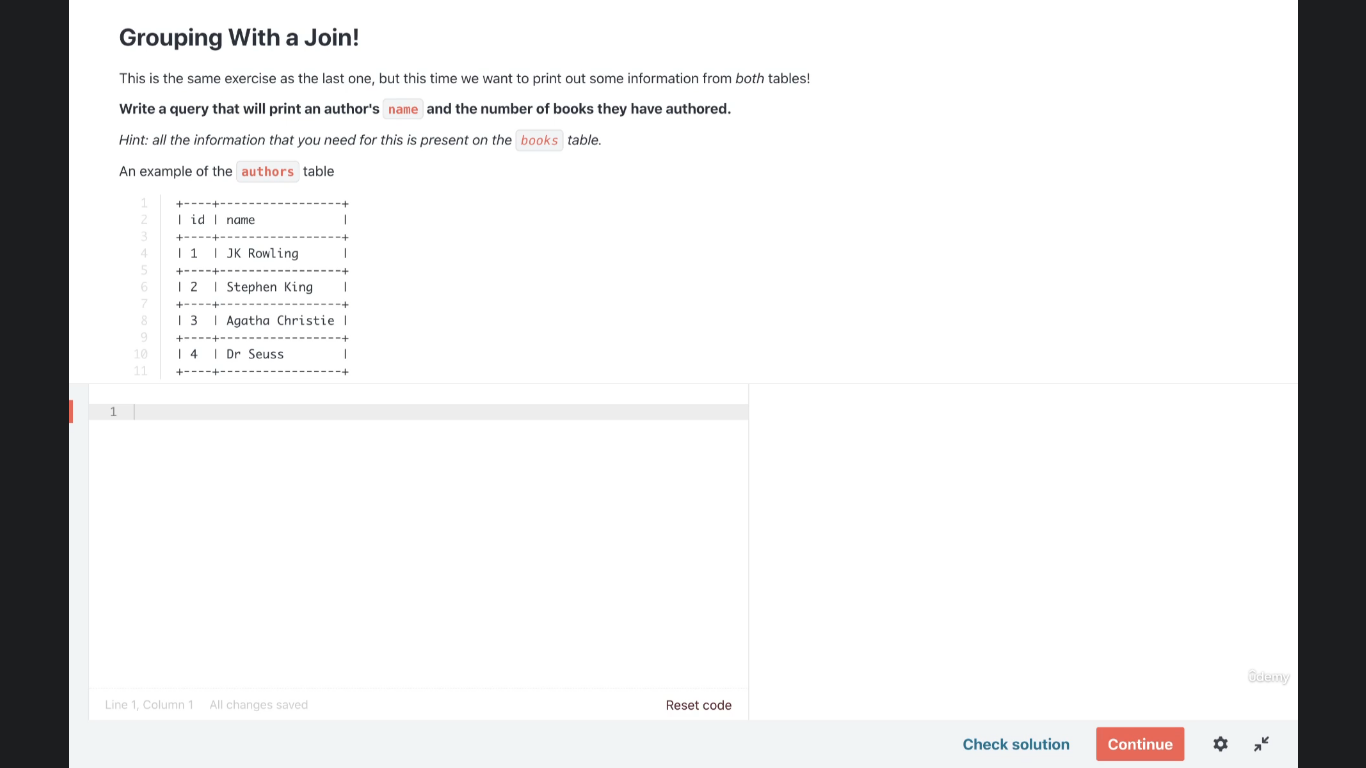 Grouping With a Join!
This is the same exercise as the last one, but this time we want to print out some information from both tables!
Write a query that will print an author's name and the number of books they have authored.
Hint: all the information that you need for this is present on the books table.
An example of the authors table
1 +----+-----------------+
2 | id | name            |
3 +----+-----------------+
4 | 1  | JK Rowling      |
5 +----+-----------------+
6 | 2  | Stephen King    |
7 +----+-----------------+
8 | 3  | Agatha Christie |
9 +----+-----------------+
10 | 4  | Dr Seuss        |
11 +----+-----------------+
1
Line 1, Column 1 All changes saved Reset code
ûdemy
Check solution Continue